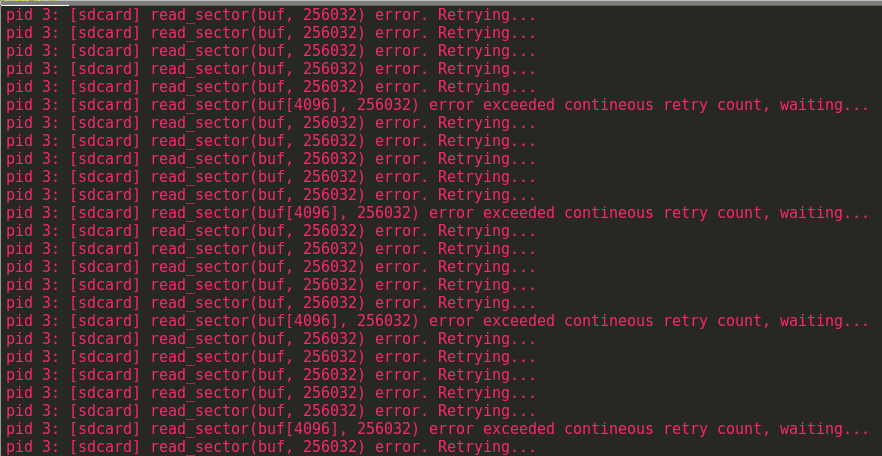 pid 3: [sdcard] read_sector(buf, 256032) error. Retrying...
pid 3: [sdcard] read_sector(buf, 256032) error. Retrying...
pid 3: [sdcard] read_sector(buf, 256032) error. Retrying...
pid 3: [sdcard] read_sector(buf, 256032) error. Retrying...
pid 3: [sdcard] read_sector(buf, 256032) error. Retrying...
pid 3: [sdcard] read_sector(buf[4096], 256032) error exceeded contineous retry count, waiting...
pid 3: [sdcard] read_sector(buf, 256032) error. Retrying...
pid 3: [sdcard] read_sector(buf, 256032) error. Retrying...
pid 3: [sdcard] read_sector(buf, 256032) error. Retrying...
pid 3: [sdcard] read_sector(buf, 256032) error. Retrying...
pid 3: [sdcard] read_sector(buf, 256032) error. Retrying...
pid 3: [sdcard] read_sector(buf[4096], 256032) error exceeded contineous retry count, waiting...
pid 3: [sdcard] read_sector(buf, 256032) error. Retrying...
pid 3: [sdcard] read_sector(buf, 256032) error. Retrying...
pid 3: [sdcard] read_sector(buf, 256032) error. Retrying...
pid 3: [sdcard] read_sector(buf, 256032) error. Retrying...
pid 3: [sdcard] read_sector(buf, 256032) error. Retrying...
pid 3: [sdcard] read_sector(buf[4096], 256032) error exceeded contineous retry count, waiting...
pid 3: [sdcard] read_sector(buf, 256032) error. Retrying...
pid 3: [sdcard] read_sector(buf, 256032) error. Retrying...
pid 3: [sdcard] read_sector(buf, 256032) error. Retrying...
pid 3: [sdcard] read_sector(buf, 256032) error. Retrying...
pid 3: [sdcard] read_sector(buf, 256032) error. Retrying...
pid 3: [sdcard] read_sector(buf[4096], 256032) error exceeded contineous retry count, waiting...
pid 3: [sdcard] read_sector(buf, 256032) error. Retrying...